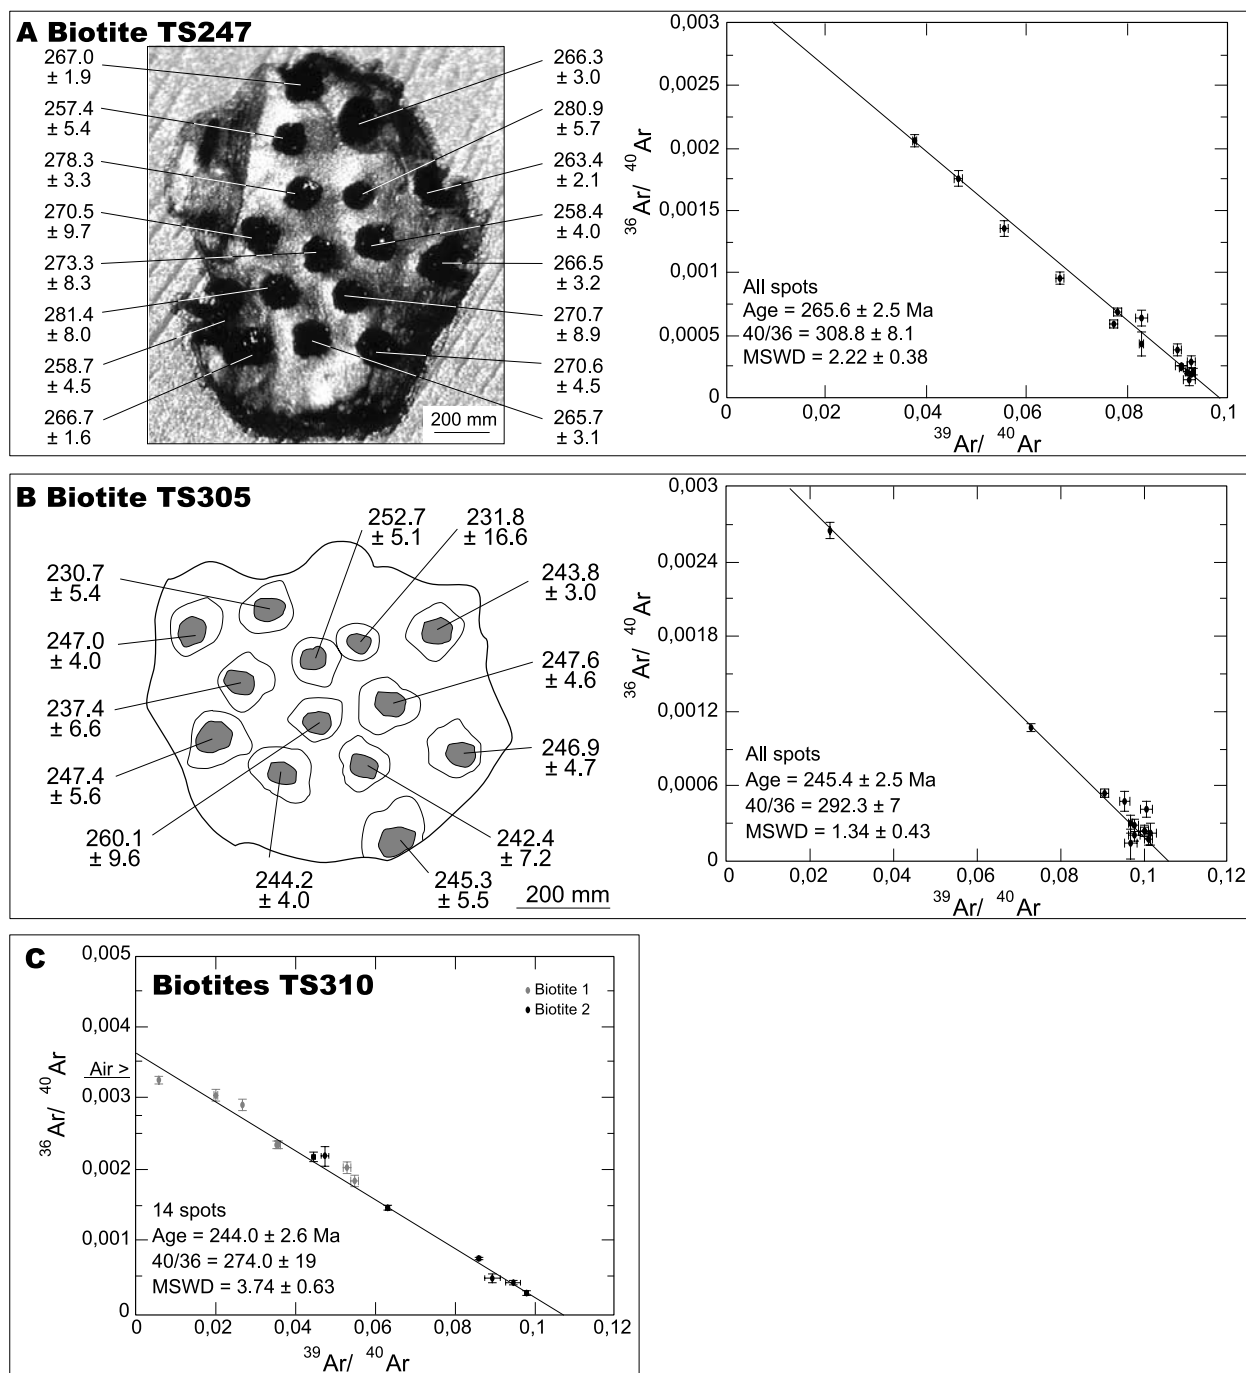 A Biotite TS247
267.0
± 1.9
257.4
± 5.4
278.3
± 3.3
270.5
± 9.7
273.3
± 8.3
281.4
± 8.0
258.7
± 4.5
266.7
± 1.6
266.3
± 3.0
280.9
± 5.7
263.4
± 2.1
258.4
± 4.0
266.5
± 3.2
270.7
± 8.9
270.6
± 4.5
265.7
± 3.1
200 mm
0,003
0,0025
0,002
0,0015
0,001
0,0005
0
36Ar/ 40Ar
All spots
Age = 265.6 ± 2.5 Ma
40/36 = 308.8 ± 8.1
MSWD = 2.22 ± 0.38
0 0,02 0,04 0,06 0,08 0,1
39Ar/ 40Ar
B Biotite TS305
252.7
± 5.1
231.8
± 16.6
230.7
± 5.4
247.0
± 4.0
237.4
± 6.6
247.4
± 5.6
260.1
± 9.6
244.2
± 4.0
243.8
± 3.0
247.6
± 4.6
246.9
± 4.7
242.4
± 7.2
245.3
± 5.5
200 mm
0,003
0,0024
0,0018
0,0012
0,0006
0
36Ar/ 40Ar
All spots
Age = 245.4 ± 2.5 Ma
40/36 = 292.3 ± 7
MSWD = 1.34 ± 0.43
0 0,02 0,04 0,06 0,08 0,1 0,12
39Ar/ 40Ar
C
Biotites TS310
Biotite 1
Biotite 2
0,005
0,004
Air >
0,003
0,002
0,001
0
36Ar/ 40Ar
14 spots
Age = 244.0 ± 2.6 Ma
40/36 = 274.0 ± 19
MSWD = 3.74 ± 0.63
0 0,02 0,04 0,06 0,08 0,1 0,12
39Ar/ 40Ar